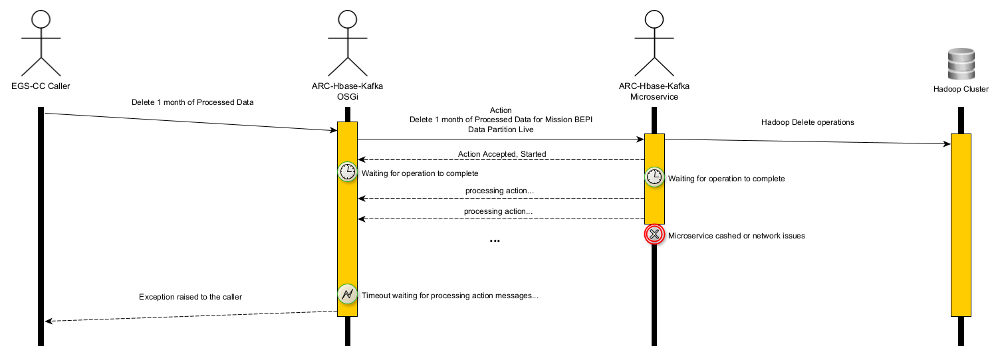 EGS-CC Caller
ARC-Hbase-Kafka
OSGi
ARC-Hbase-Kafka
Microservice
Hadoop Cluster
Delete 1 month of Processed Data
Action
Delete 1 month of Processed Data for Mission BEPI
Data Partition Live
Hadoop Delete operations
Action Accepted, Started
Waiting for operation to complete
Waiting for operation to complete
processing action...
processing action...
...
Microservice cashed or network issues
Timeout waiting for processing action messages...
Exception raised to the caller